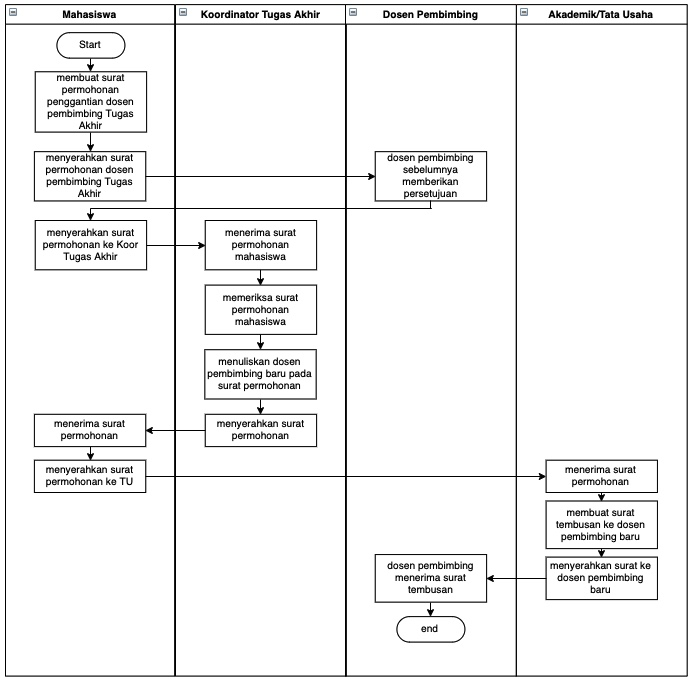 Mahasiswa
Koordinator Tugas Akhir
Dosen Pembimbing
Akademik/Tata Usaha
Start
membuat surat
permohonan
penggantian dosen
pembimbing Tugas
Akhir
menyerahkan surat
permohonan dosen
pembimbing Tugas
Akhir
dosen pembimbing
sebelumnya
memberikan
persetujuan
menyerahkan surat
permohonan ke Koor
Tugas Akhir
menerima surat
permohonan
mahasiswa
memeriksa surat
permohonan
mahasiswa
menuliskan dosen
pembimbing baru pada
surat permohonan
menyerahkan surat
permohonan
menerima surat
permohonan
menyerahkan surat
permohonan ke TU
menerima surat
permohonan
membuat surat
tembusan ke dosen
pembimbing baru
menyerahkan surat ke
dosen pembimbing
baru
dosen pembimbing
menerima surat
tembusan
end